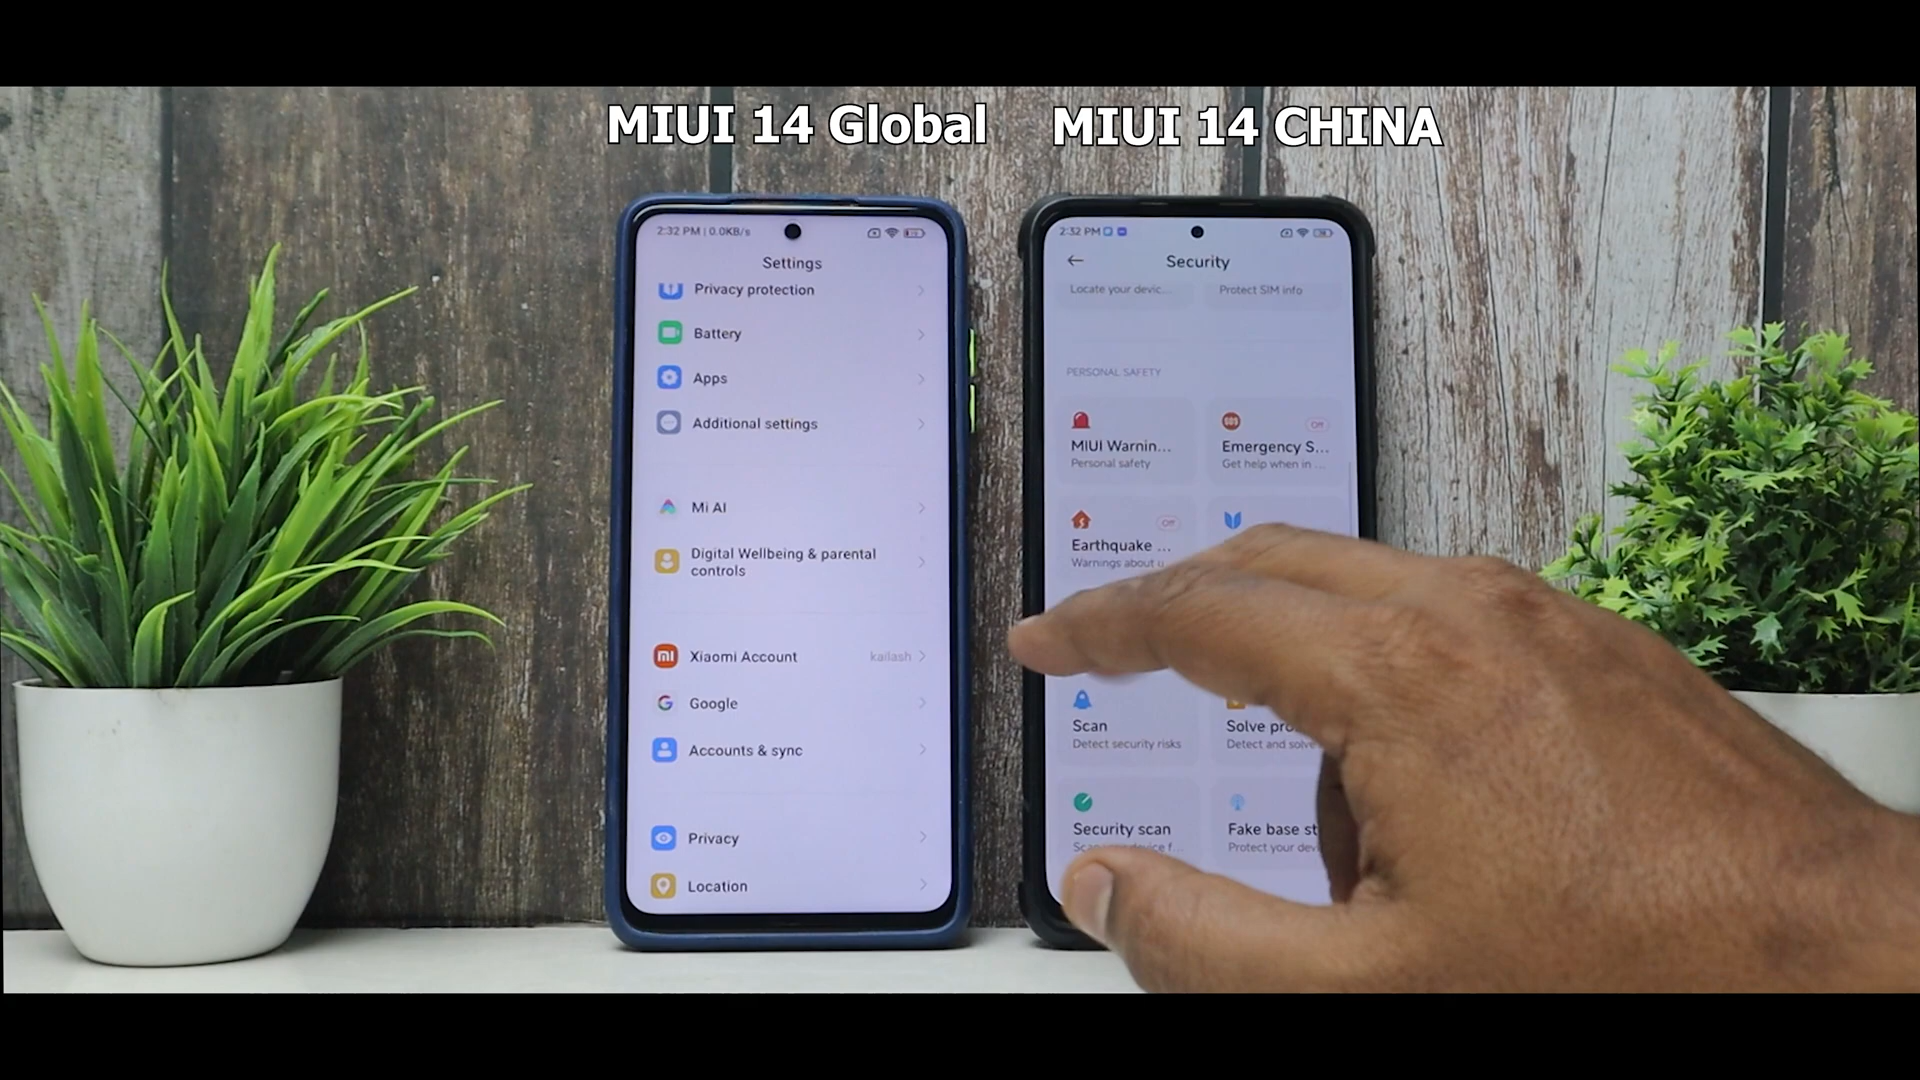 MIUI 14 Global
MIUI 14 CHINA
2:32 PM | 0.0KB/s
Settings
Privacy protection
Battery
Apps
Additional settings
Mi AI
Digital Wellbeing & parental
controls
Xiaomi Account
kailash
Google
Accounts & sync
Privacy
Location
2:32 PM
Security
Locate your devic...
Protect SIM info
PERSONAL SAFETY
MIUI Warnin...
Personal safety
Emergency S...
Off
Get help when in ...
Earthquake ...
Off
Warnings about u
Scan
Detect security risks
Solve pro
Detect and solve
Security scan
Fake base st
Protect your dev